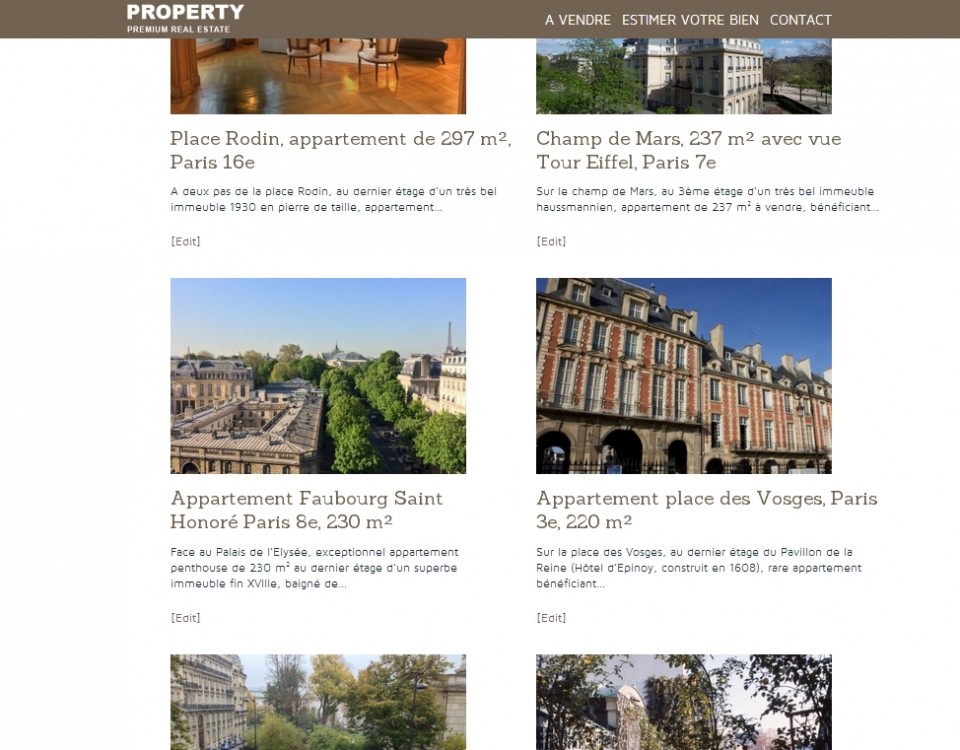 PROPERTY
PREMIUM REAL ESTATE
A VENDRE ESTIMER VOTRE BIEN CONTACT
Place Rodin, appartement de 297 m²,
Paris 16e
A deux pas de la place Rodin, au dernier étage d'un très bel
immeuble 1930 en pierre de taille, appartement...
[Edit]
Champ de Mars, 237 m² avec vue
Tour Eiffel, Paris 7e
Sur le champ de Mars, au 3ème étage d'un très bel immeuble
haussmannien, appartement de 237 m² à vendre, bénéficiant...
[Edit]
Appartement Faubourg Saint
Honoré Paris 8e, 230 m²
Face au Palais de l'Elysée, exceptionnel appartement
penthouse de 230 m² au dernier étage d'un superbe
immeuble fin XVIIIe, baigné de...
[Edit]
Appartement place des Vosges, Paris
3e, 220 m²
Sur la place des Vosges, au dernier étage du Pavillon de la
Reine (Hôtel d'Epinoy, construit en 1608), rare appartement
bénéficiant...
[Edit]